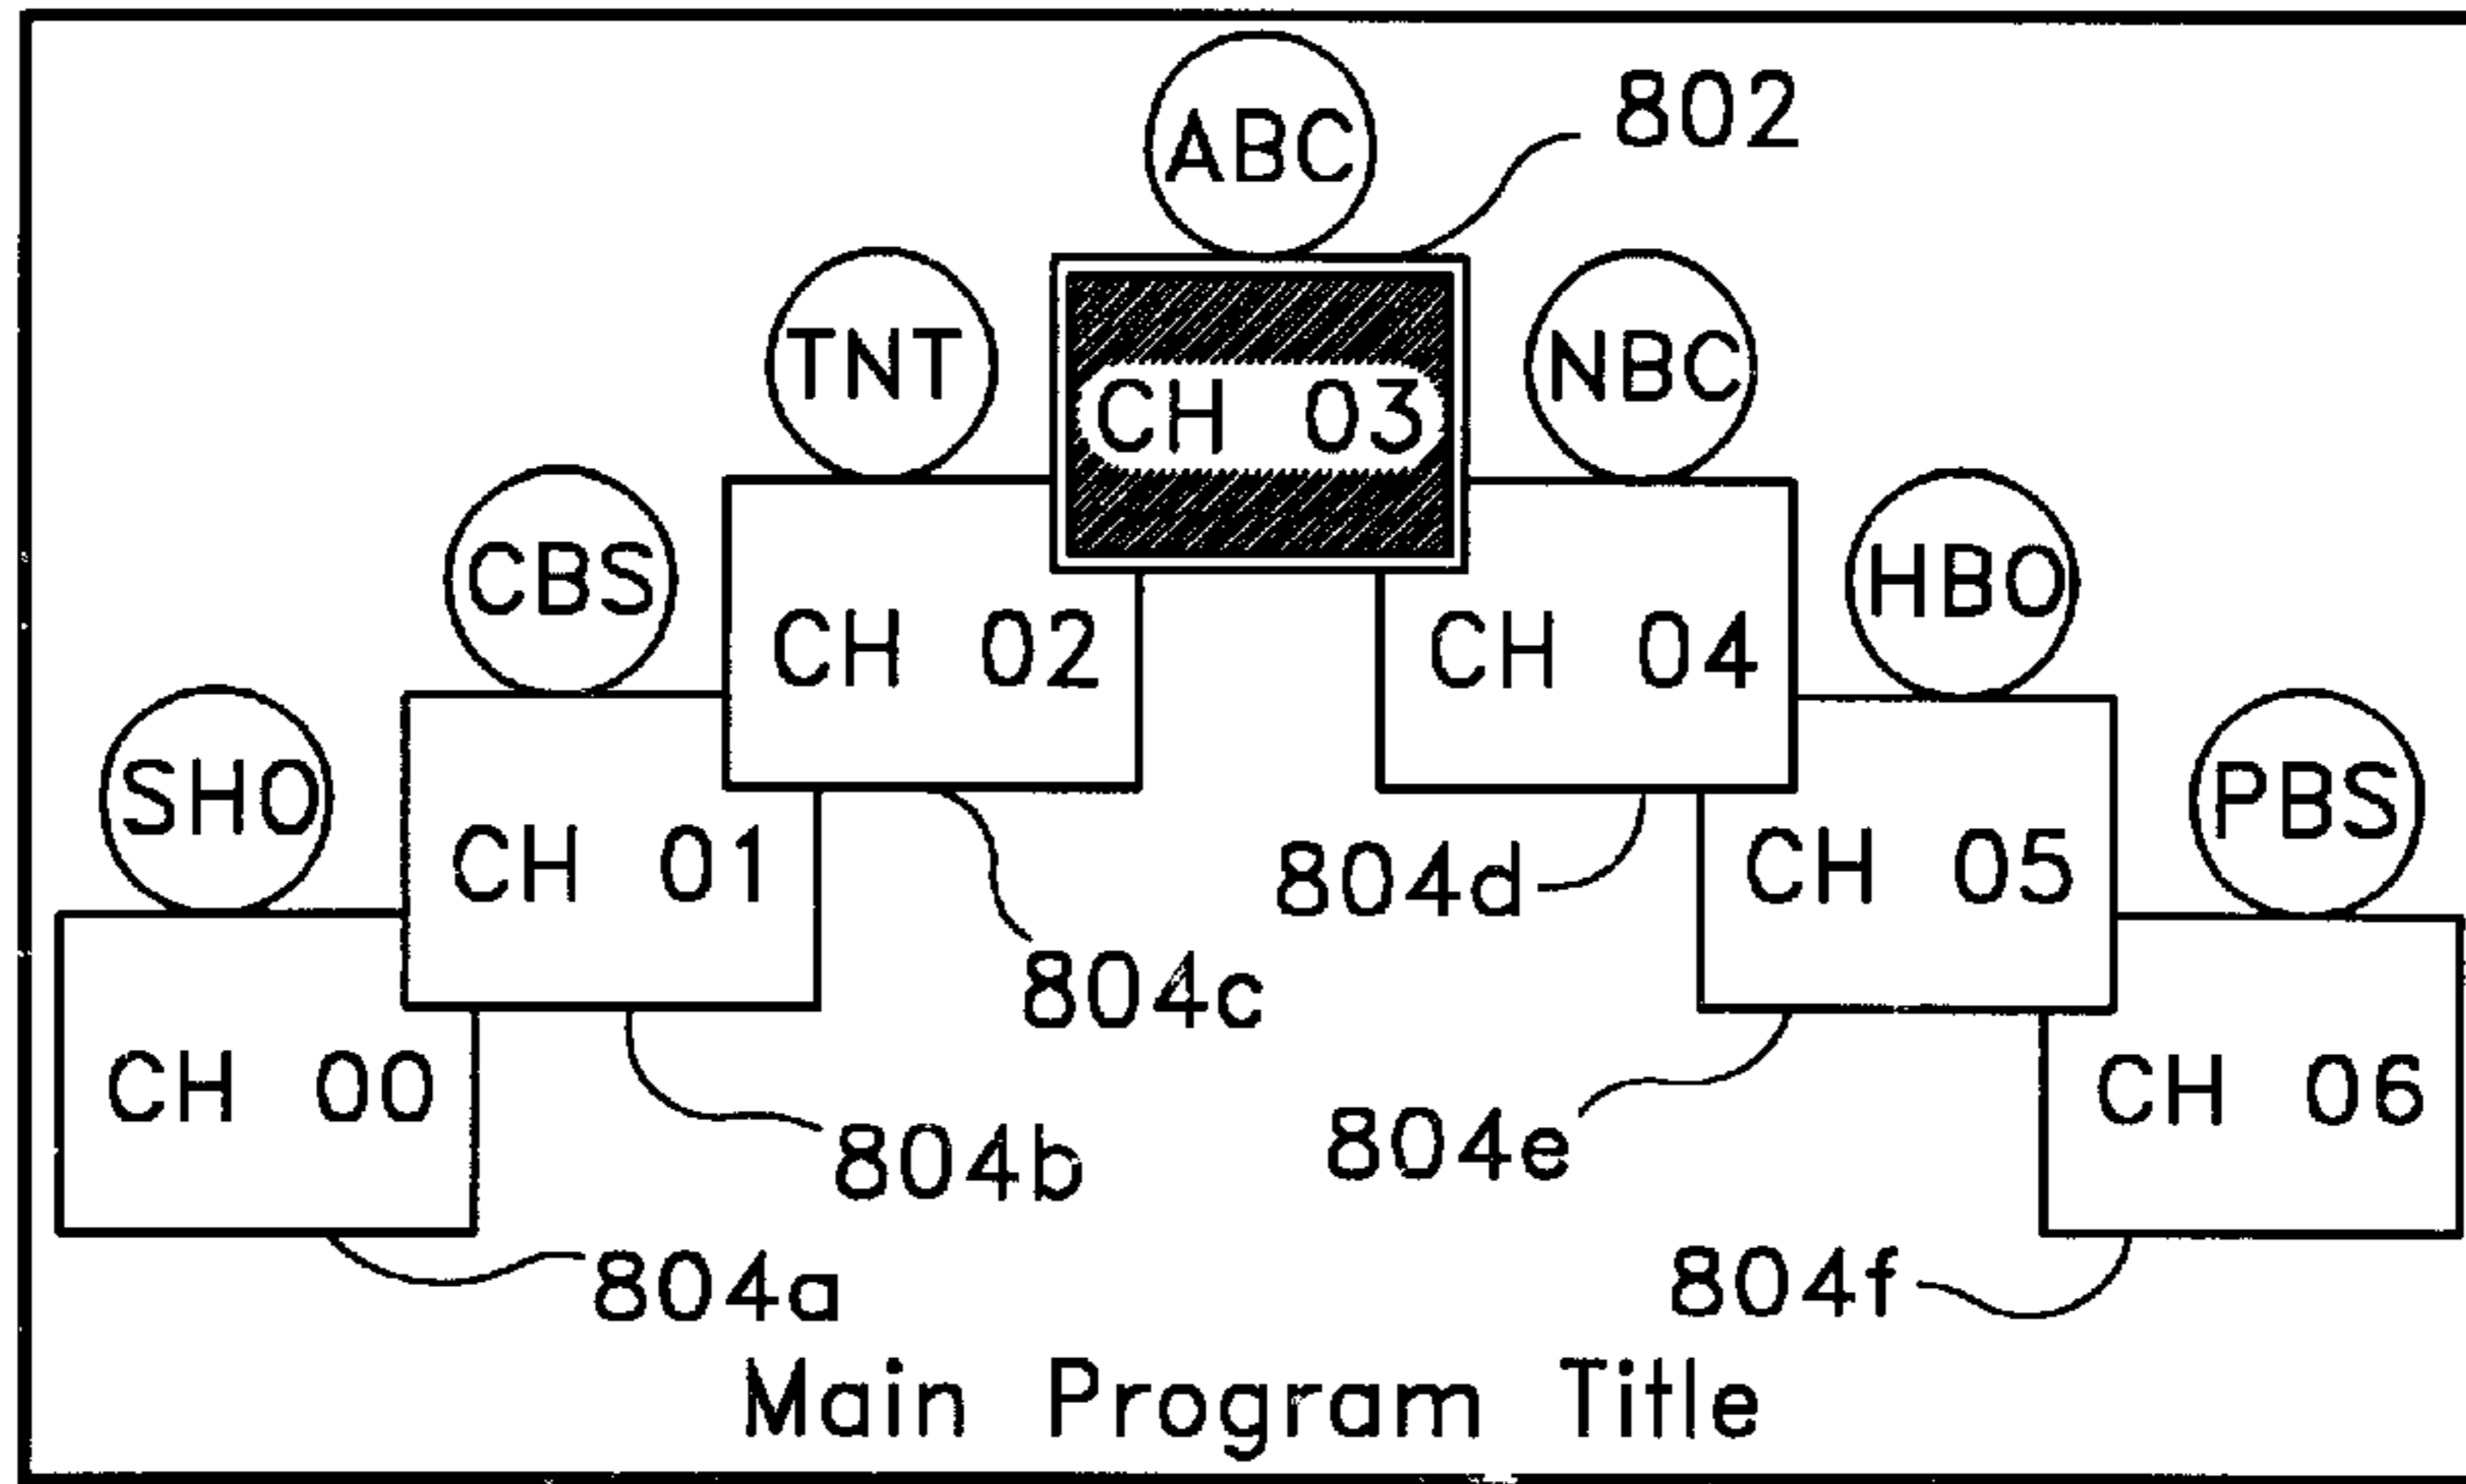 ABC
802
TNT
CH 03
NBC
CBS
CH 02
CH 04
HBO
SHO
CH 01
804d
CH 05
PBS
804c
CH 00
804b
804e
CH 06
804a
804f
Main Program Title